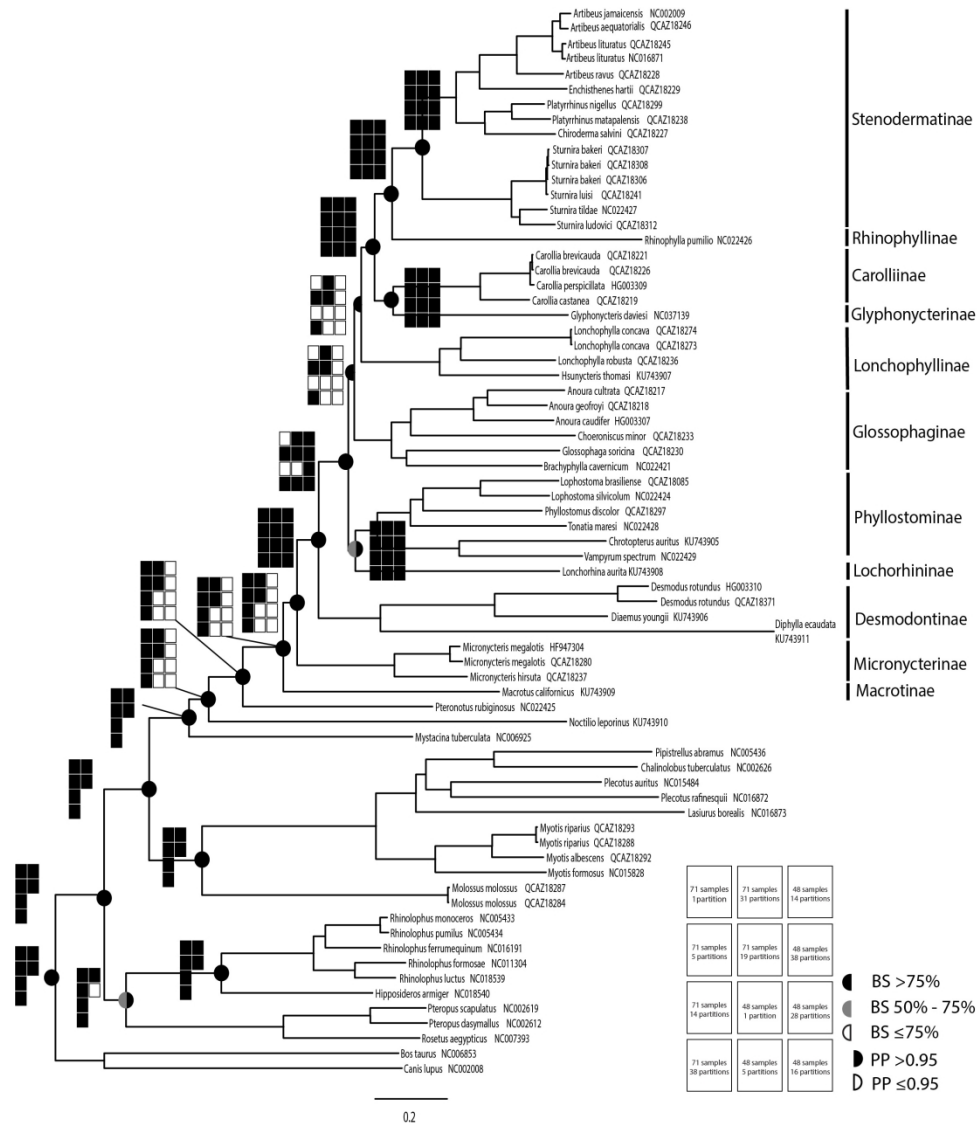 Artibeus jamaicensis NC002009
Artibeus aequatorialis QCAZ18246
Artibeus lituratus QCAZ18245
Artibeus lituratus NC016871
Artibeus ravus QCAZ18228
Enchisthenes hartii QCAZ18229
Platyrrhinus nigellus QCAZ18299
Platyrrhinus matapalensis QCAZ18238
Chiroderma salvini QCAZ18227
Stenodermatinae
Sturnira bakeri QCAZ18307
Sturnira bakeri QCAZ18308
Sturnira bakeri QCAZ18306
Sturnira luisi QCAZ18241
Sturnira tildae NC022427
Sturnira ludovici QCAZ18312
Rhinophylla pumilio NC022426
Rhinophyllinae
Carollia brevicauda QCAZ18221
Carollia brevicauda QCAZ18226
Carollia perspicillata HG003309
Carollia castanea QCAZ18219
Carolliinae
Glyphonycteris daviesi NC037139
Glyphonycterinae
Lonchophylla concava QCAZ18274
Lonchophylla concava QCAZ18273
Lonchophylla robusta QCAZ18236
Hsunycteris thomasi KU743907
Lonchophyllinae
Anoura cultrata QCAZ18217
Anoura geofroyi QCAZ18218
Anoura caudifer HG003307
Choeroniscus minor QCAZ18233
Glossophaga soricina QCAZ18230
Brachyphylla cavernicum NC022421
Glossophaginae
Lophostoma brasiliense QCAZ18085
Lophostoma silvicolum NC022424
Phyllostomus discolor QCAZ18297
Tonatia maresi NC022428
Chrotopterus auritus KU743905
Vampyrum spectrum NC022429
Phyllostominae
Lonchorhina aurita KU743908
Lochorhininae
Desmodus rotundus HG003310
Desmodus rotundus QCAZ18371
Diaemus youngii KU743906
Diphylla ecaudata
KU743911
Desmodontinae
Micronycteris megalotis HF947304
Micronycteris megalotis QCAZ18280
Micronycteris hirsuta QCAZ18237
Micronycterinae
Macrotus californicus KU743909
Macrotinae
Pteronotus rubiginosus NC022425
Noctilio leporinus KU743910
Mystacina tuberculata NC006925
Pipistrellus abramus NC005436
Chalinolobus tuberculatus NC002626
Plecotus auritus NC015484
Plecotus rafinesquii NC016872
Lasiurus borealis NC016873
Myotis riparius QCAZ18293
Myotis riparius QCAZ18288
Myotis albescens QCAZ18292
Myotis formosus NC015828
Molossus molossus QCAZ18287
Molossus molossus QCAZ18284
Rhinolophus monoceros NC005433
Rhinolophus pumilus NC005434
Rhinolophus ferrumequinum NC016191
Rhinolophus formosae NC011304
Rhinolophus luctus NC018539
Hipposideros armiger NC018540
Pteropus scapulatus NC002619
Pteropus dasymallus NC002612
Rosetus aegypticus NC007393
Bos taurus NC006853
Canis lupus NC002008
0.2
71 samples
1partition
71 samples
31 partitions
48 samples
14 partitions
71 samples
5 partitions
71 samples
19 partitions
48 samples
38 partitions
71 samples
14 partitions
48 samples
1 partition
48 samples
28 partitions
71 samples
38 partitions
48 samples
5 partitions
48 samples
16 partitions
BS >75%
BS 50% - 75%
BS ≤75%
PP >0.95
PP ≤0.95